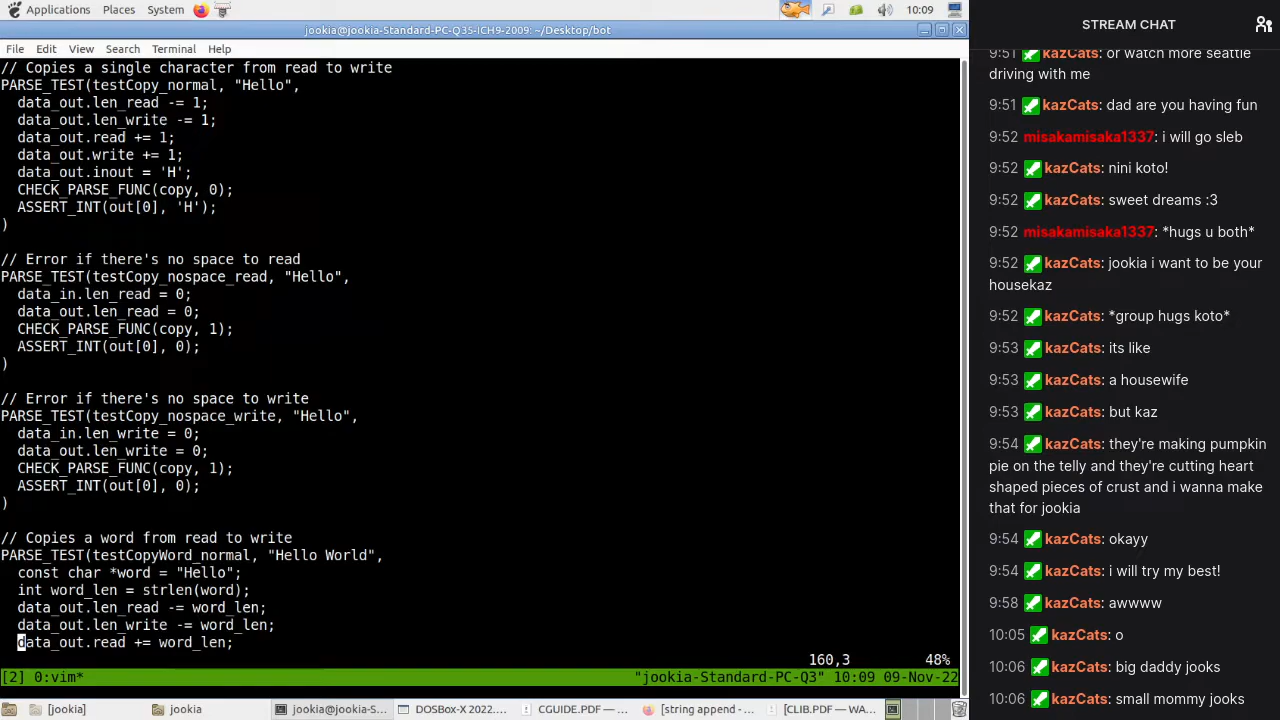 Applications Places System 10:09
jookia@jookia-Standard-PC-Q35-ICH9-2009: ~/Desktop/bot
File Edit View Search Terminal Help
// Copies a single character from read to write
PARSE_TEST(testCopy_normal, "Hello",
  data_out.len_read -= 1;
  data_out.len_write -= 1;
  data_out.read += 1;
  data_out.write += 1;
  data_out.inout = 'H';
  CHECK_PARSE_FUNC(copy, 0);
  ASSERT_INT(out[0], 'H');
)
// Error if there's no space to read
PARSE_TEST(testCopy_nospace_read, "Hello",
  data_in.len_read = 0;
  data_out.len_read = 0;
  CHECK_PARSE_FUNC(copy, 1);
  ASSERT_INT(out[0], 0);
)
// Error if there's no space to write
PARSE_TEST(testCopy_nospace_write, "Hello",
  data_in.len_write = 0;
  data_out.len_write = 0;
  CHECK_PARSE_FUNC(copy, 1);
  ASSERT_INT(out[0], 0);
)
// Copies a word from read to write
PARSE_TEST(testCopyWord_normal, "Hello World",
  const char *word = "Hello";
  int word_len = strlen(word);
  data_out.len_read -= word_len;
  data_out.len_write -= word_len;
  data_out.read += word_len;
160,3 48%
[2] 0:vim* "jookia-Standard-PC-Q3" 10:09 09-Nov-22
[jookia] jookia jookia@jookia-S... DOSBox-X 2022.... CGUIDE.PDF —... [string append -... [CLIB.PDF — WA...
STREAM CHAT
9:51 kazCats: or watch more seattle
driving with me
9:51 kazCats: dad are you having fun
9:52 misakamisaka1337: i will go sleb
9:52 kazCats: nini koto!
9:52 kazCats: sweet dreams :3
9:52 misakamisaka1337: *hugs u both*
9:52 kazCats: jookia i want to be your
housekaz
9:52 kazCats: *group hugs koto*
9:53 kazCats: its like
9:53 kazCats: a housewife
9:53 kazCats: but kaz
9:54 kazCats: they're making pumpkin
pie on the telly and they're cutting heart
shaped pieces of crust and i wanna make
that for jookia
9:54 kazCats: okayy
9:54 kazCats: i will try my best!
9:58 kazCats: awwww
10:05 kazCats: o
10:06 kazCats: big daddy jooks
10:06 kazCats: small mommy jooks